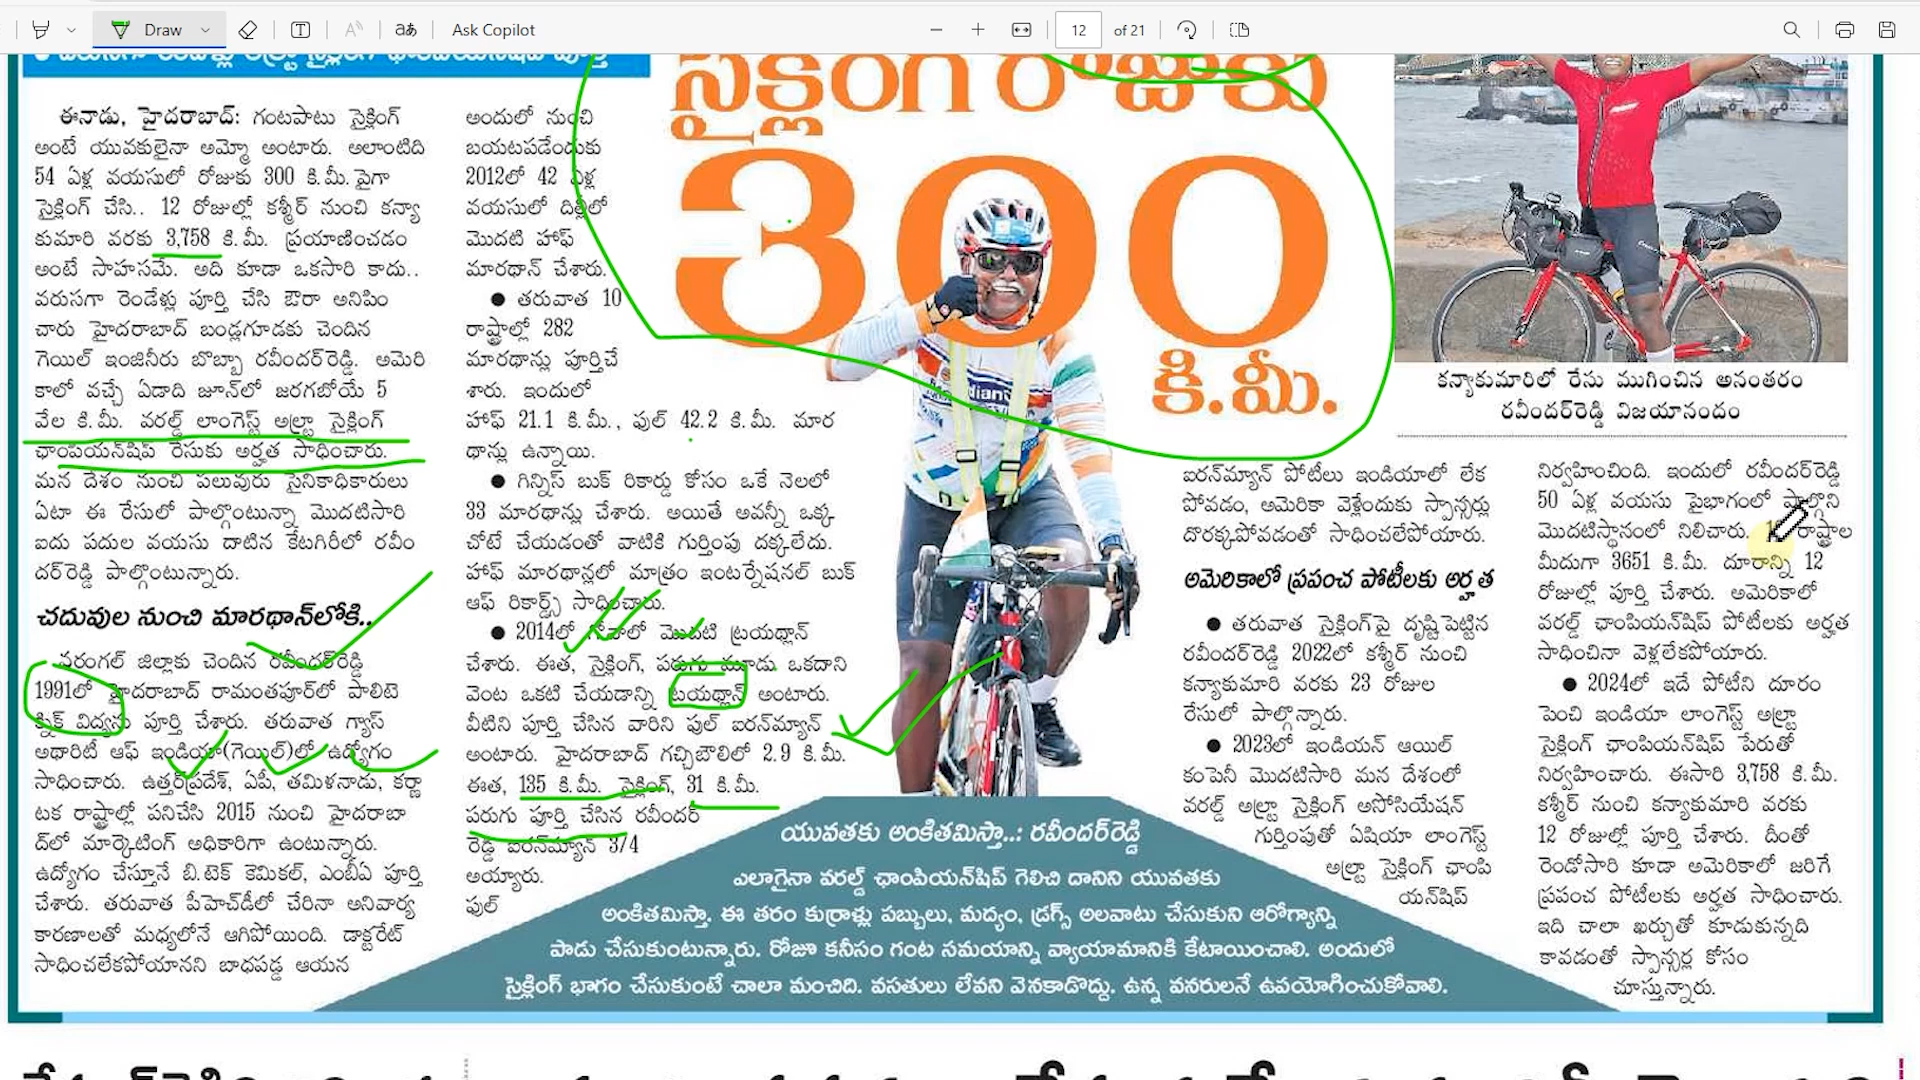 Draw
Ask Copilot
12 of 21
సైక్లింగ్ రోజుకు
300
కి.మీ.
ఈనాడు, హైదరాబాద్: గంటపాటు సైక్లింగ్
అంటే యువకులైనా అమ్మో అంటారు. అలాంటిది
54 ఏళ్ల వయసులో రోజుకు 300 కి.మీ. పైగా
సైక్లింగ్ చేసి.. 12 రోజుల్లో కశ్మీర్ నుంచి కన్యా
కుమారి వరకు 3,758 కి.మీ. ప్రయాణించడం
అంటే సాహసమే. అది కూడా ఒకసారి కాదు..
వరుసగా రెండేళ్లు పూర్తి చేసి ఔరా అనిపిం
చారు హైదరాబాద్ బండ్లగూడకు చెందిన
గెయిల్ ఇంజినీరు బొబ్బా రవీందర్‌రెడ్డి. అమెరి
కాలో వచ్చే ఏడాది జూన్‌లో జరగబోయే 5
వేల కి.మీ. వరల్డ్ లాంగెస్ట్ అల్ట్రా సైక్లింగ్
ఛాంపియన్‌షిప్ రేసుకు అర్హత సాధించారు.
మన దేశం నుంచి పలువురు సైనికాధికారులు
ఏటా ఈ రేసులో పాల్గొంటున్నా మొదటిసారి
ఐదు పదుల వయసు దాటిన కేటగిరీలో రవీం
దర్‌రెడ్డి పాల్గొంటున్నారు.
చదువుల నుంచి మారథాన్‌లోకి..
వరంగల్ జిల్లాకు చెందిన రవీందర్‌రెడ్డి
1991లో హైదరాబాద్ రామంతపూర్‌లో పాలిటె
క్నిక్ విద్యను పూర్తి చేశారు. తరువాత గ్యాస్
అథారిటీ ఆఫ్ ఇండియా(గెయిల్)లో ఉద్యోగం
సాధించారు. ఉత్తర్‌ప్రదేశ్, ఏపీ, తమిళనాడు, కర్ణా
టక రాష్ట్రాల్లో పనిచేసి 2015 నుంచి హైదరాబా
ద్‌లో మార్కెటింగ్ అధికారిగా ఉంటున్నారు.
ఉద్యోగం చేస్తూనే బి.టెక్ కెమికల్, ఎంబీఏ పూర్తి
చేశారు. తరువాత పీహెచ్‌డీలో చేరినా అనివార్య
కారణాలతో మధ్యలోనే ఆగిపోయింది. డాక్టరేట్
సాధించలేకపోయానని బాధపడ్డ ఆయన
అందులో నుంచి
బయటపడేందుకు
2012లో 42 ఏళ్ల
వయసులో దిల్లీలో
మొదటి హాఫ్
మారథాన్ చేశారు.
● తరువాత 10
రాష్ట్రాల్లో 282
మారథాన్లు పూర్తిచే
శారు. ఇందులో
హాఫ్ 21.1 కి.మీ., ఫుల్ 42.2 కి.మీ. మార
థాన్లు ఉన్నాయి.
● గిన్నిస్ బుక్ రికార్డు కోసం ఒకే నెలలో
33 మారథాన్లు చేశారు. అయితే అవన్నీ ఒక్క
చోటే చేయడంతో వాటికి గుర్తింపు దక్కలేదు.
హాఫ్ మారథాన్లలో మాత్రం ఇంటర్నేషనల్ బుక్
ఆఫ్ రికార్డ్స్ సాధించారు.
● 2014లో గోవాలో మొదటి ట్రయథ్లాన్
చేశారు. ఈత, సైక్లింగ్, పరుగు మూడు ఒకదాని
వెంట ఒకటి చేయడాన్ని ట్రయథ్లాన్ అంటారు.
వీటిని పూర్తి చేసిన వారిని ఫుల్ ఐరన్‌మ్యాన్
అంటారు. హైదరాబాద్ గచ్చిబౌలిలో 2.9 కి.మీ.
ఈత, 135 కి.మీ. సైక్లింగ్, 31 కి.మీ.
పరుగు పూర్తి చేసిన రవీందర్
రెడ్డి ఐరన్‌మ్యాన్ 374
అయ్యారు.
ఫుల్
ఐరన్‌మ్యాన్ పోటీలు ఇండియాలో లేక
పోవడం, అమెరికా వెళ్లేందుకు స్పాన్సర్లు
దొరక్కపోవడంతో సాధించలేపోయారు.
అమెరికాలో ప్రపంచ పోటీలకు అర్హత
● తరువాత సైక్లింగ్‌పై దృష్టిపెట్టిన
రవీందర్‌రెడ్డి 2022లో కశ్మీర్ నుంచి
కన్యాకుమారి వరకు 23 రోజుల
రేసులో పాల్గొన్నారు.
● 2023లో ఇండియన్ ఆయిల్
కంపెనీ మొదటిసారి మన దేశంలో
వరల్డ్ అల్ట్రా సైక్లింగ్ అసోసియేషన్
గుర్తింపుతో ఏషియా లాంగెస్ట్
అల్ట్రా సైక్లింగ్ ఛాంపి
యన్‌షిప్
కన్యాకుమారిలో రేసు ముగించిన అనంతరం
రవీందర్‌రెడ్డి విజయానందం
నిర్వహించింది. ఇందులో రవీందర్‌రెడ్డి
50 ఏళ్ల వయసు పైభాగంలో పాల్గొని
మొదటిస్థానంలో నిలిచారు. రాష్ట్రాల
మీదుగా 3651 కి.మీ. దూరాన్ని 12
రోజుల్లో పూర్తి చేశారు. అమెరికాలో
వరల్డ్ ఛాంపియన్‌షిప్ పోటీలకు అర్హత
సాధించినా వెళ్లలేకపోయారు.
● 2024లో ఇదే పోటీని దూరం
పెంచి ఇండియా లాంగెస్ట్ అల్ట్రా
సైక్లింగ్ ఛాంపియన్‌షిప్ పేరుతో
నిర్వహించారు. ఈసారి 3,758 కి.మీ.
కశ్మీర్ నుంచి కన్యాకుమారి వరకు
12 రోజుల్లో పూర్తి చేశారు. దీంతో
రెండోసారి కూడా అమెరికాలో జరిగే
ప్రపంచ పోటీలకు అర్హత సాధించారు.
ఇది చాలా ఖర్చుతో కూడుకున్నది
కావడంతో స్పాన్సర్ల కోసం
చూస్తున్నారు.
యువతకు అంకితమిస్తా..: రవీందర్‌రెడ్డి
ఎలాగైనా వరల్డ్ ఛాంపియన్‌షిప్ గెలిచి దానిని యువతకు
అంకితమిస్తా. ఈ తరం కుర్రాళ్లు పబ్బులు, మద్యం, డ్రగ్స్ అలవాటు చేసుకుని ఆరోగ్యాన్ని
పాడు చేసుకుంటున్నారు. రోజూ కనీసం గంట సమయాన్ని వ్యాయామానికి కేటాయించాలి. అందులో
సైక్లింగ్ భాగం చేసుకుంటే చాలా మంచిది. వసతులు లేవని వెనకాడొద్దు. ఉన్న వనరులనే ఉపయోగించుకోవాలి.